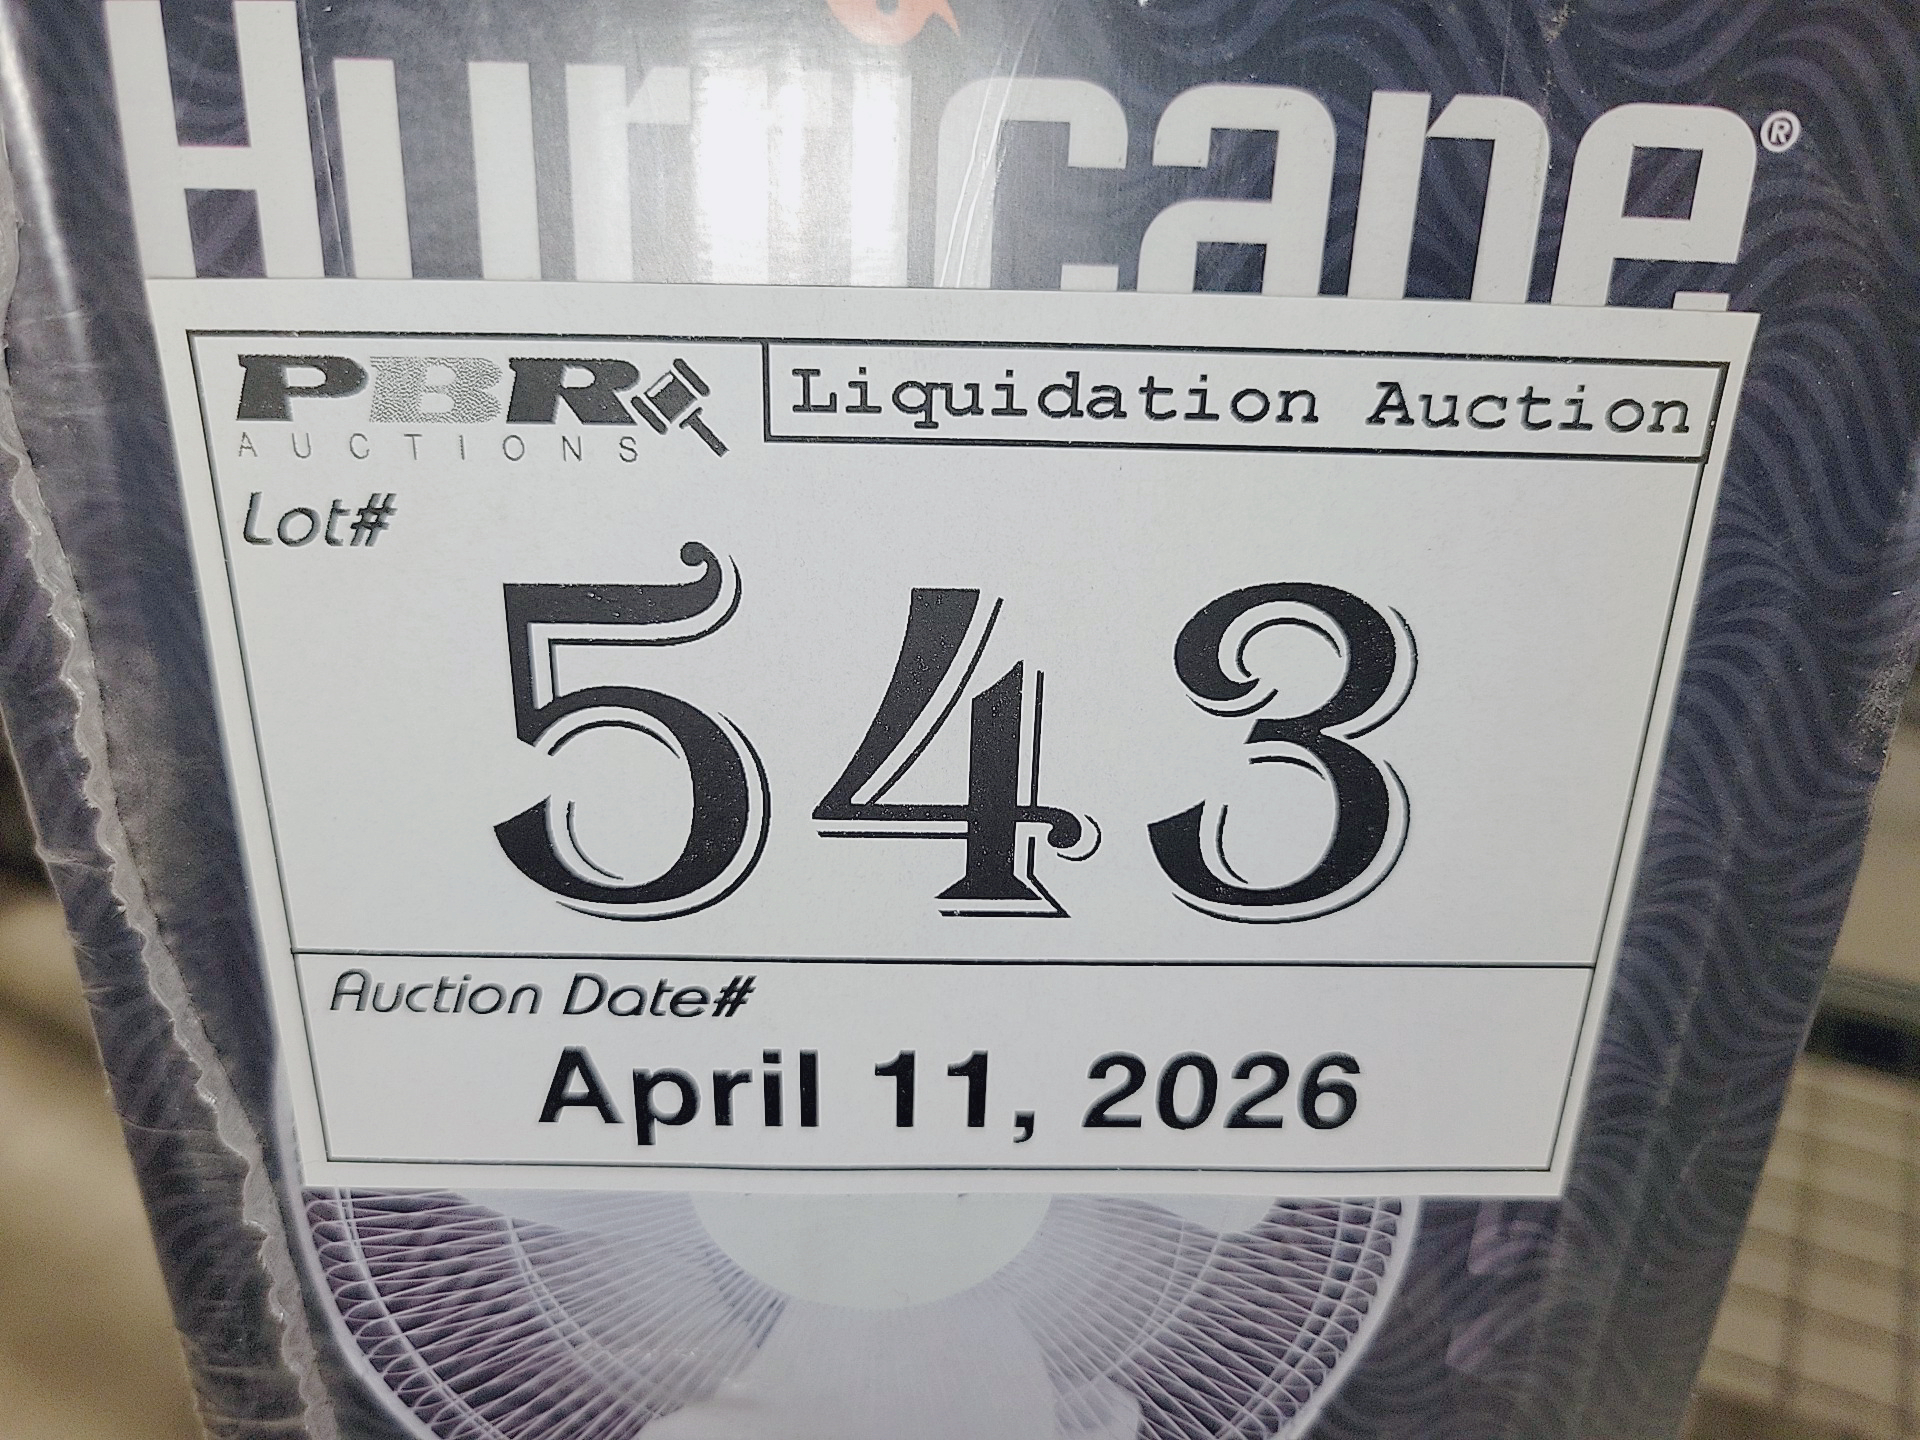 Hurricane®
PBR
AUCTIONS
Liquidation Auction
Lot#
543
Auction Date#
April 11, 2026